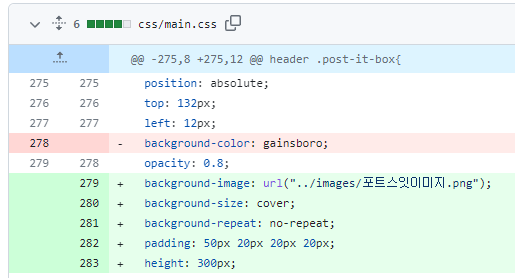 6 css/main.css
@@ -275,8 +275,12 @@ header .post-it-box{
275 275 position: absolute;
276 276 top: 132px;
277 277 left: 12px;
278 - background-color: gainsboro;
279 278 opacity: 0.8;
279 + background-image: url("../images/포트스잇이미지.png");
280 + background-size: cover;
281 + background-repeat: no-repeat;
282 + padding: 50px 20px 20px 20px;
283 + height: 300px;